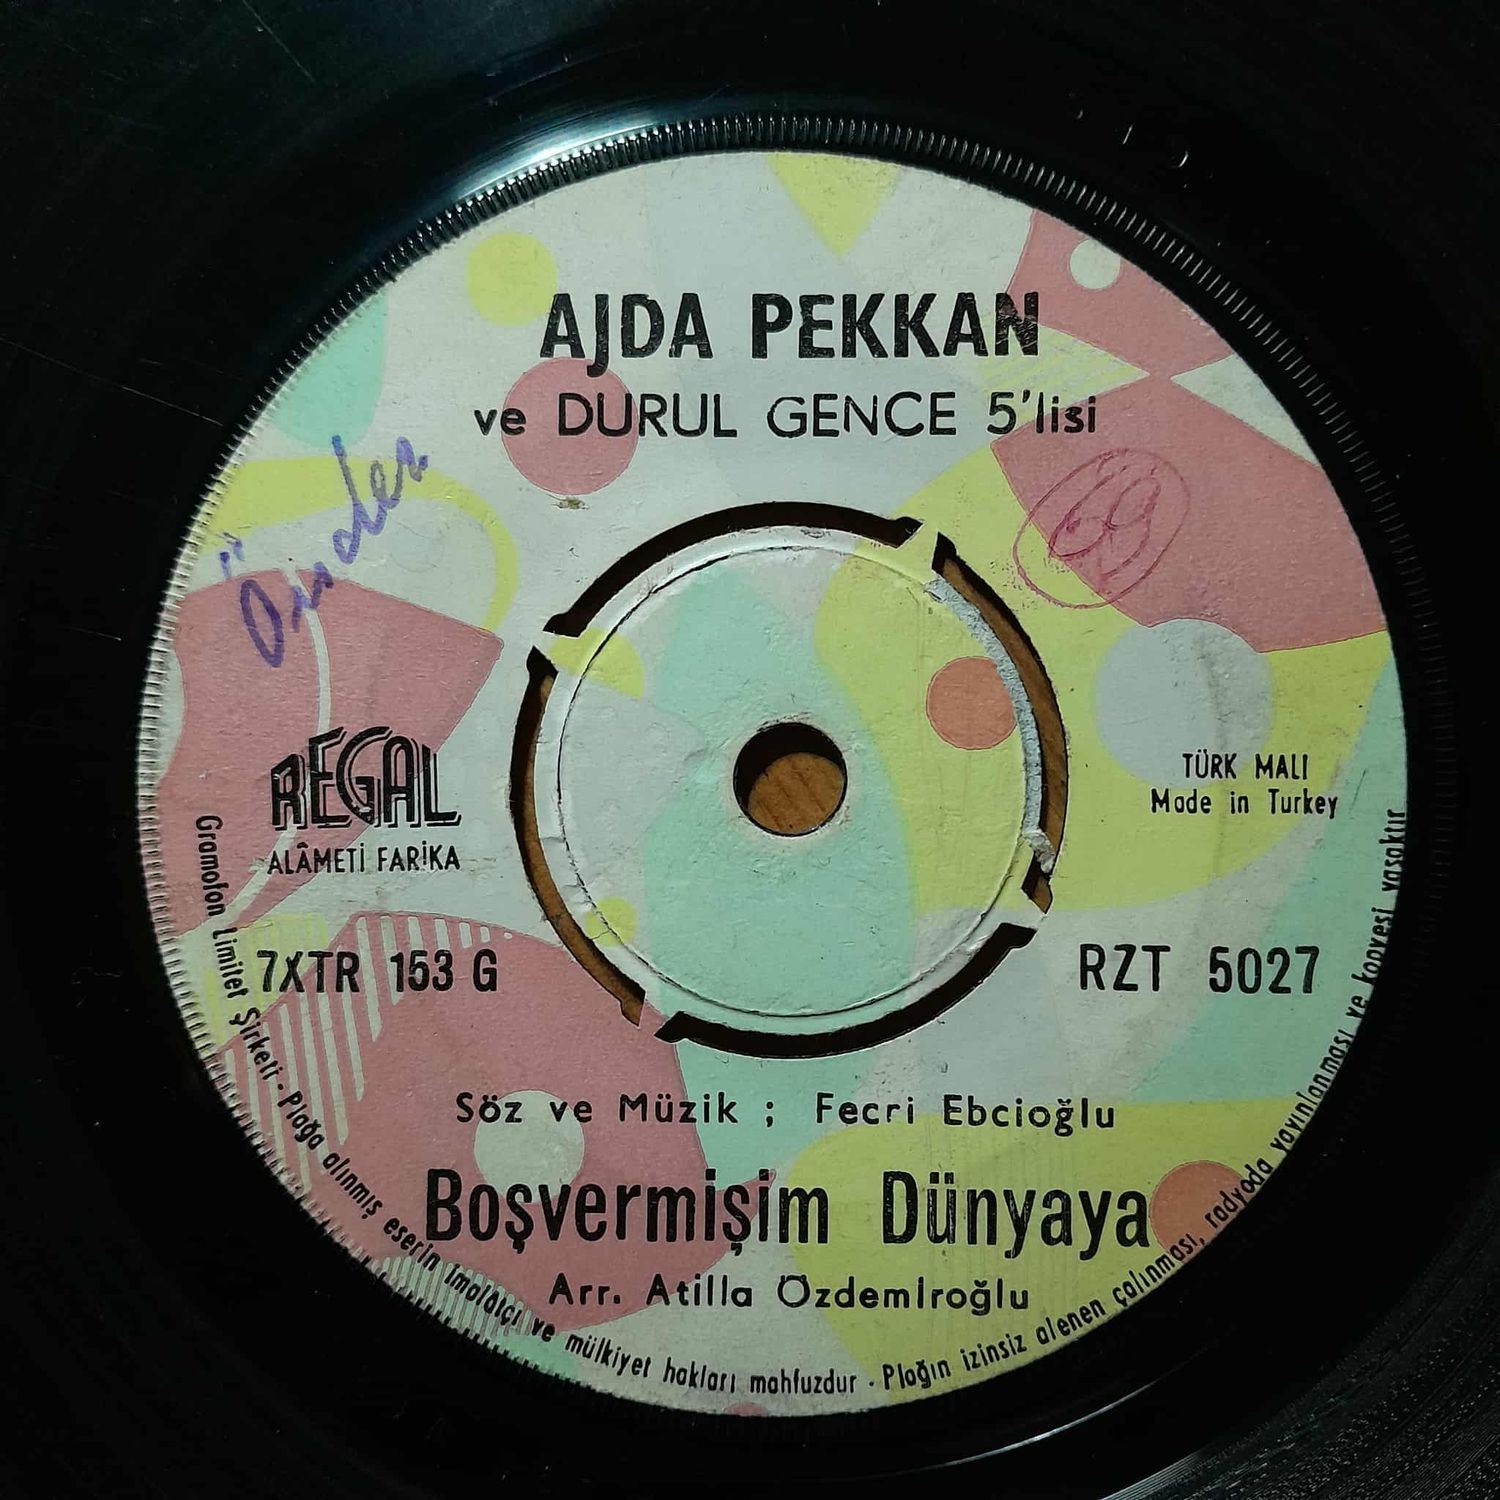 AJDA PEKKAN
ve DURUL GENCE 5'lisi
Önder
REGAL
ALÂMETİ FARİKA
TÜRK MALI
Made in Turkey
7XTR 153 G
RZT 5027
Söz ve Müzik ; Fecri Ebcioğlu
Boşvermişim Dünyaya
Arr. Atilla Özdemiroğlu
Gramofon Limitet Şirketi · Plağa alınmış eserin imalâtçı ve mülkiyet hakları mahfuzdur · Plağın izinsiz alenen çalınması, radyoda yayınlanması ve kopyesi yasaktır